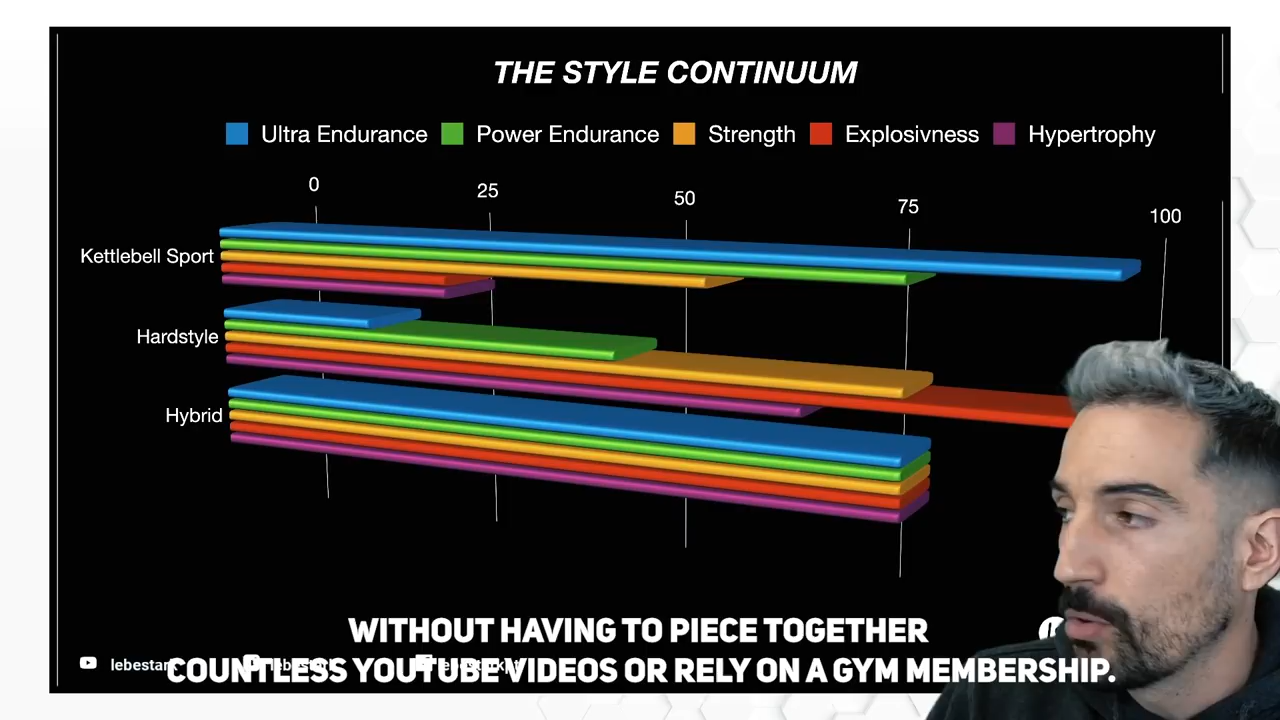 THE STYLE CONTINUUM
Ultra Endurance Power Endurance Strength Explosivness Hypertrophy
0 25 50 75 100
Kettlebell Sport
Hardstyle
Hybrid
WITHOUT HAVING TO PIECE TOGETHER
COUNTLESS YOUTUBE VIDEOS OR RELY ON A GYM MEMBERSHIP.